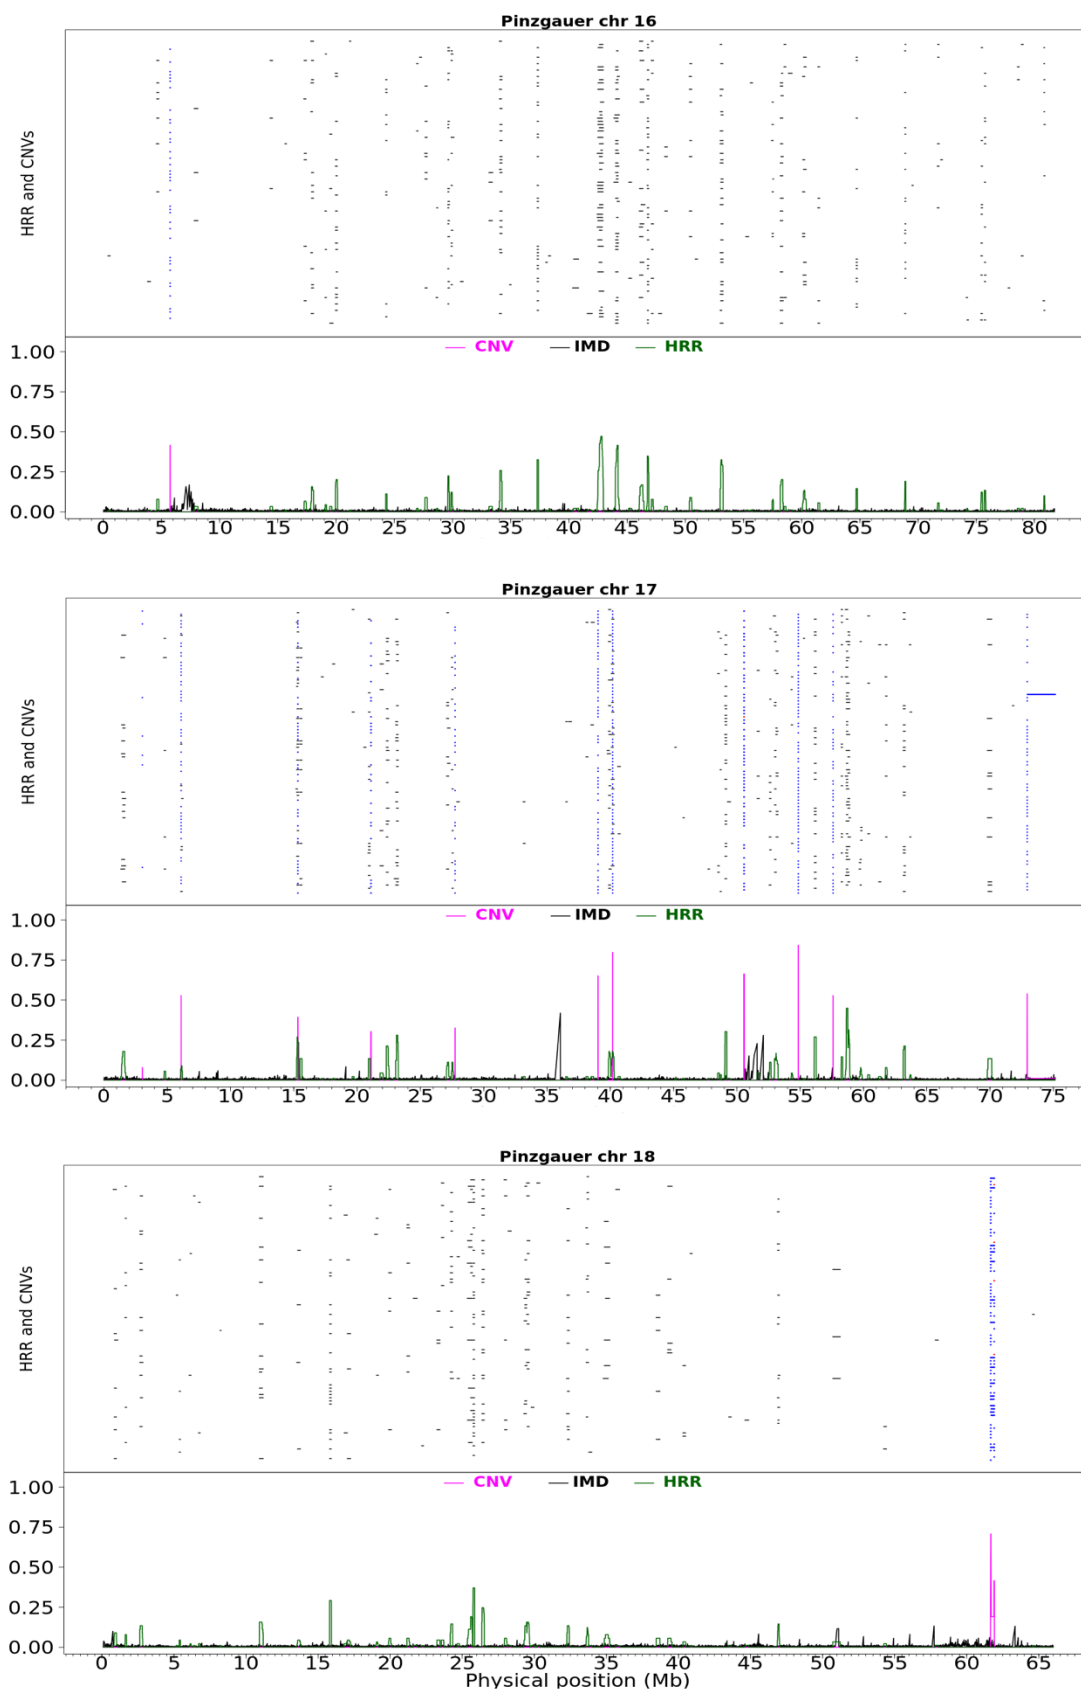 Pinzgauer chr 16
HRR and CNVs
CNV IMD HRR
1.00
0.75
0.50
0.25
0.00
0 5 10 15 20 25 30 35 40 45 50 55 60 65 70 75 80
Pinzgauer chr 17
HRR and CNVs
CNV IMD HRR
1.00
0.75
0.50
0.25
0.00
0 5 10 15 20 25 30 35 40 45 50 55 60 65 70 75
Pinzgauer chr 18
HRR and CNVs
CNV IMD HRR
1.00
0.75
0.50
0.25
0.00
0 5 10 15 20 25 30 35 40 45 50 55 60 65
Physical position (Mb)